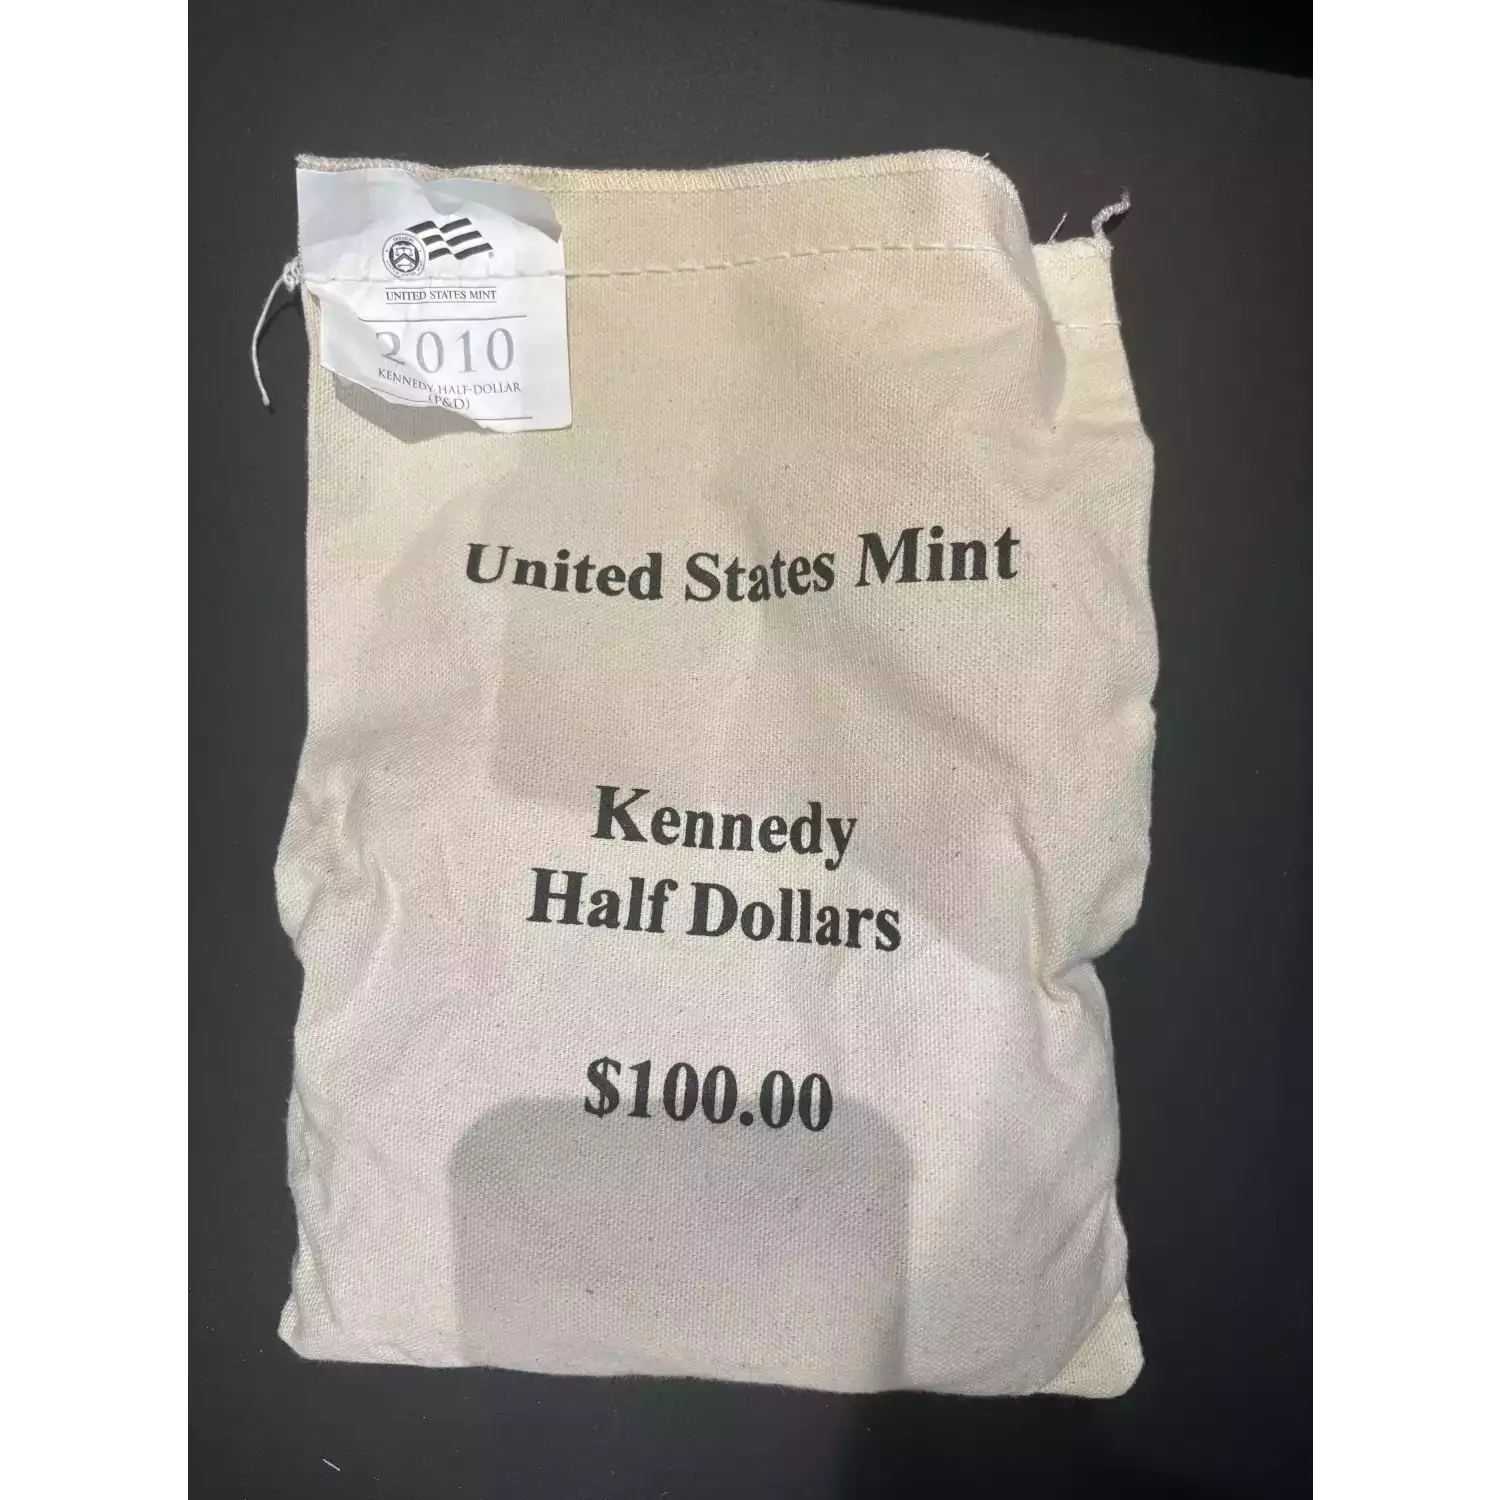 UNITED STATES MINT
2010
KENNEDY HALF-DOLLAR
(P&D)
United States Mint
Kennedy
Half Dollars
$100.00